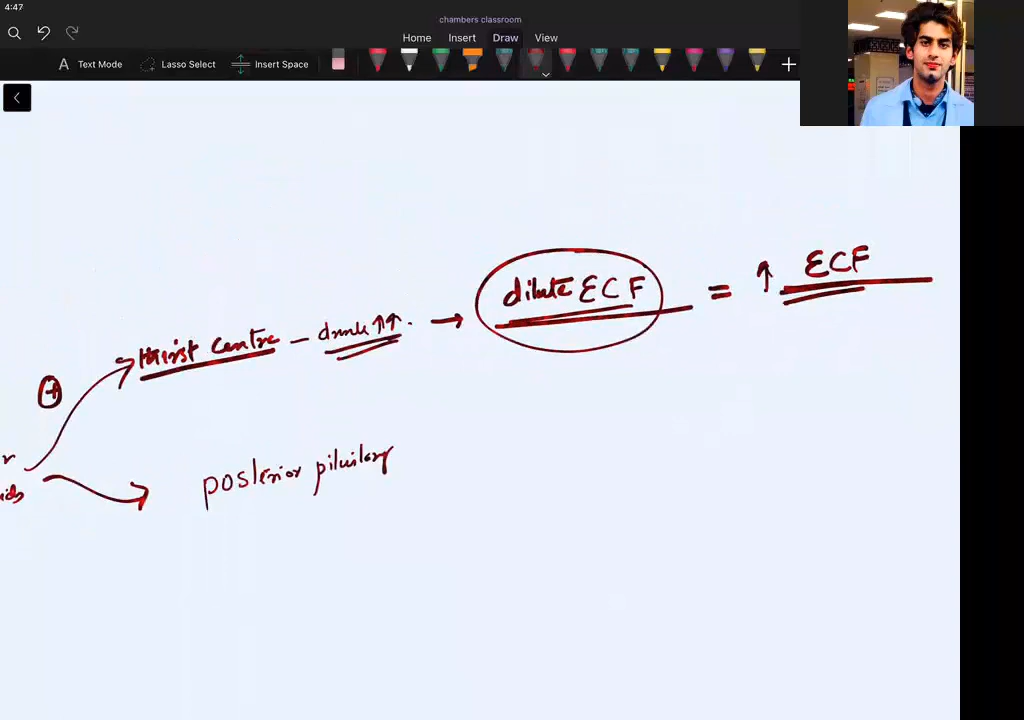 4:47
chambers classroom
Home Insert Draw View
Text Mode Lasso Select Insert Space
ECF
dilute ECF = ↑
thirst centre – drink ↑↑. →
+
posterior pituitary